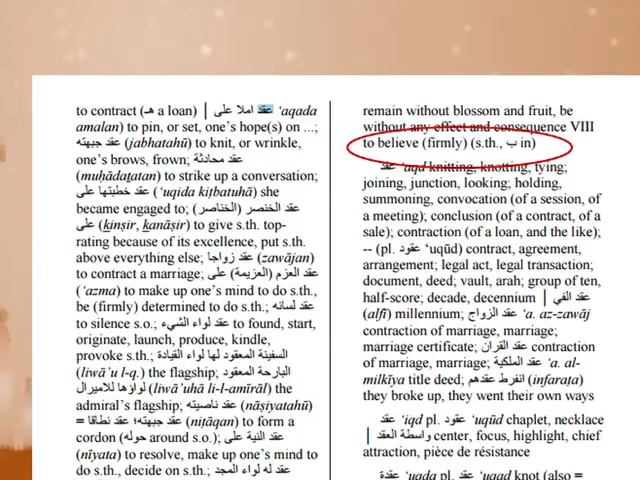 to contract (هـ a loan) | عقد املا على ‘aqada
amalan) to pin, or set, one’s hope(s) on ...;
عقد جبهته (jabhatahū) to knit, or wrinkle,
one’s brows, frown; عقد محادثة
(muḥādaṯatan) to strike up a conversation;
عقد خطبتها على (‘uqida ḳiṭbatuhā) she
became engaged to; عقد الخنصر (الخناصر)
على (ḳinṣir, ḳanāṣir) to give s.th. top-
rating because of its excellence, put s.th.
above everything else; عقد زواجا (zawājan)
to contract a marriage; عقد العزم (العزيمة) على
(‘azma) to make up one’s mind to do s.th.,
be (firmly) determined to do s.th.; عقد لسانه
to silence s.o.; عقد لواء الشيء to found, start,
originate, launch, produce, kindle,
provoke s.th.; السفينة المعقود لها لواء القيادة
(liwā’u l-q.) the flagship; البارحة المعقود
لواؤها للاميرال (liwā’uhā li-l-amīrāl) the
admiral’s flagship; عقد ناصيته (nāṣiyatahū)
= عقد جبهته؛ عقد نطاقا (niṭāqan) to form a
cordon (حوله around s.o.); عقد النية على
(nīyata) to resolve, make up one’s mind to
do s.th., decide on s.th.; عقد له لواء المجد
remain without blossom and fruit, be
without any effect and consequence VIII
to believe (firmly) (s.th., ب in)
عقد ‘aqd knitting, knotting, tying;
joining, junction, looking; holding,
summoning, convocation (of a session, of
a meeting); conclusion (of a contract, of a
sale); contraction (of a loan, and the like);
-- (pl. عقود ‘uqūd) contract, agreement,
arrangement; legal act, legal transaction;
document, deed; vault, arah; group of ten,
half-score; decade, decennium | عقد الفي
(alfī) millennium; عقد الزواج ‘a. az-zawāj
contraction of marriage, marriage;
marriage certificate; عقد القران contraction
of marriage, marriage; عقد الملكية ‘a. al-
milkīya title deed; انفرط عقدهم (infaraṭa)
they broke up, they went their own ways
عقد ‘iqd pl. عقود ‘uqūd chaplet, necklace
| واسطة العقد center, focus, highlight, chief
attraction, pièce de résistance
عقدة ‘uqda pl. عقد ‘uqad knot (also =